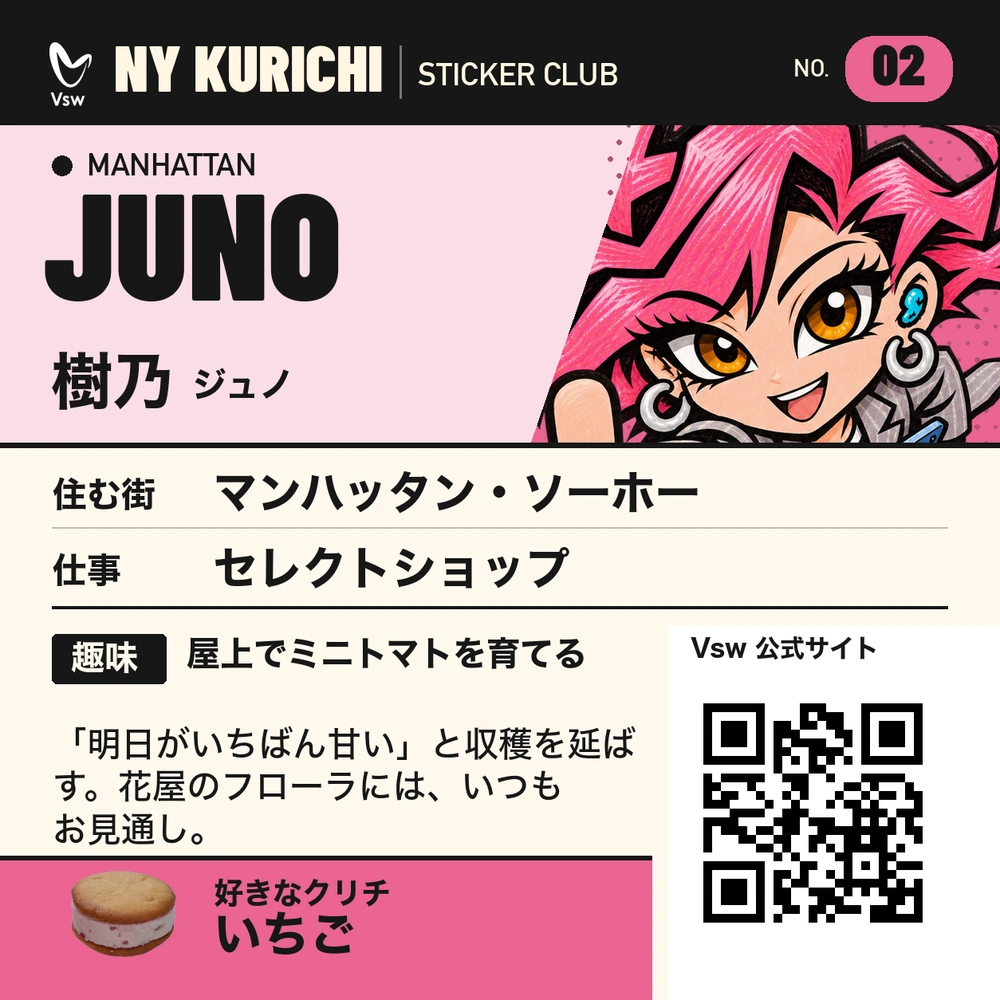 Vsw
NY KURICHI
STICKER CLUB
NO. 02
MANHATTAN
JUNO
樹乃 ジュノ
住む街 マンハッタン・ソーホー
仕事 セレクトショップ
趣味 屋上でミニトマトを育てる
「明日がいちばん甘い」と収穫を延ば
す。花屋のフローラには、いつも
お見通し。
Vsw 公式サイト
好きなクリチ
いちご